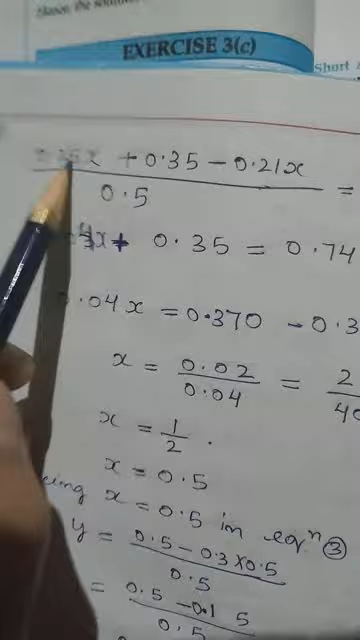 EXERCISE 3(c)
Short
+ 0.35 - 0.21x =
0.5
4x + 0.35 = 0.74
.04x = 0.370 - 0.3
x = 0.02 / 0.04 = 2 / 40
x = 1/2 .
x = 0.5
x = 0.5 in eqⁿ ③
y = 0.5 - 0.3 x 0.5 / 0.5
= 0.5 - 0.1 5 / 0.5